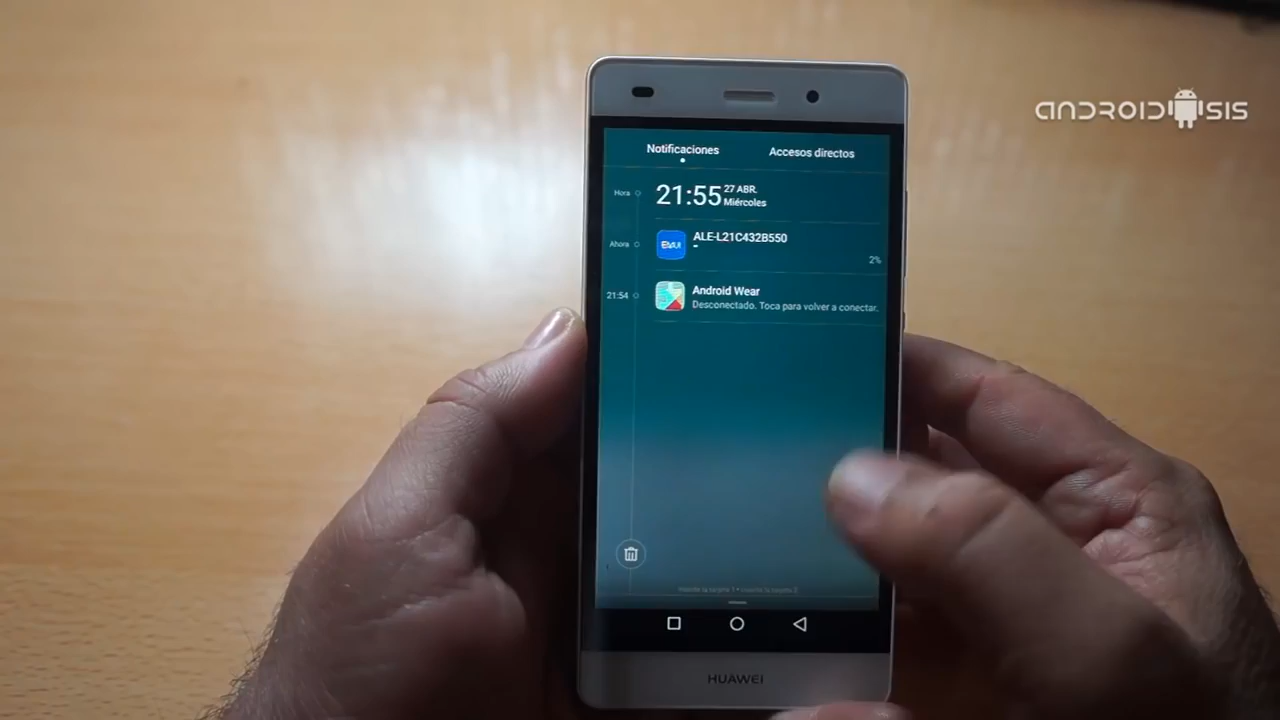 ANDROIDSIS
Notificaciones Accesos directos
Hora 21:55 27 ABR.
Miércoles
Ahora EMUI ALE-L21C432B550
2%
21:54 Android Wear
Desconectado. Toca para volver a conectar.
HUAWEI